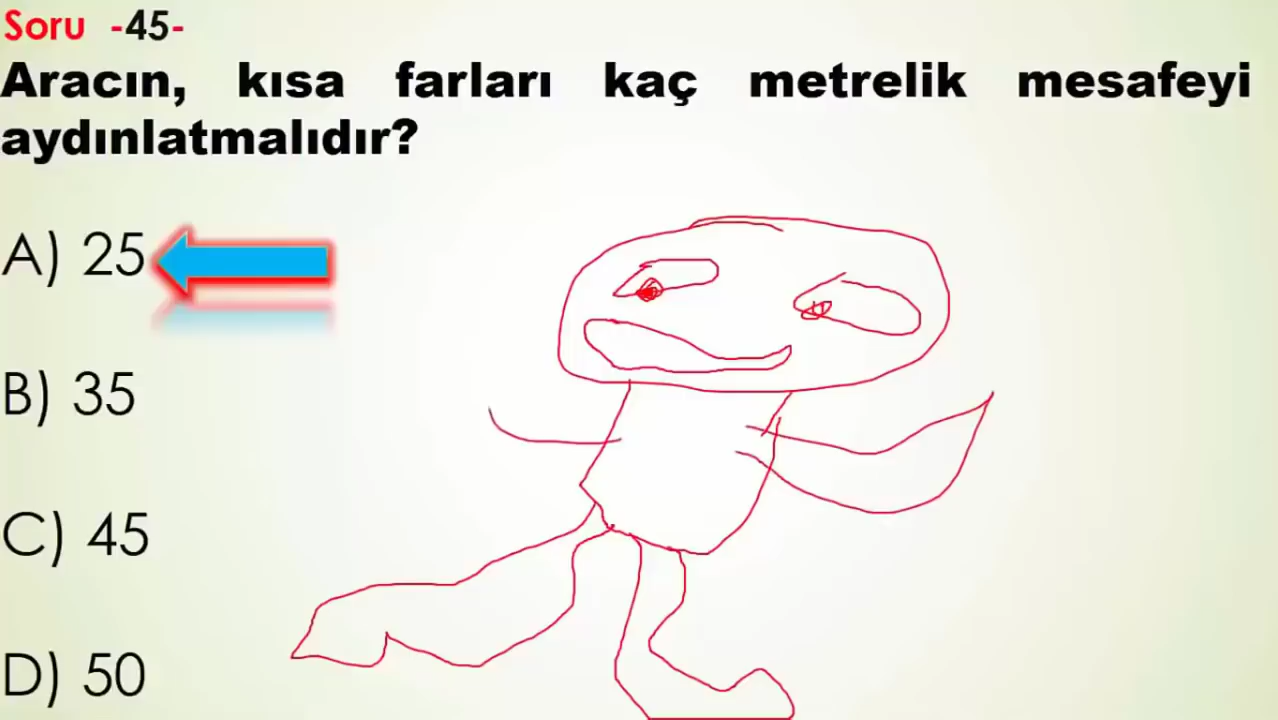 Soru -45-
Aracın, kısa farları kaç metrelik mesafeyi
aydınlatmalıdır?
A) 25
B) 35
C) 45
D) 50